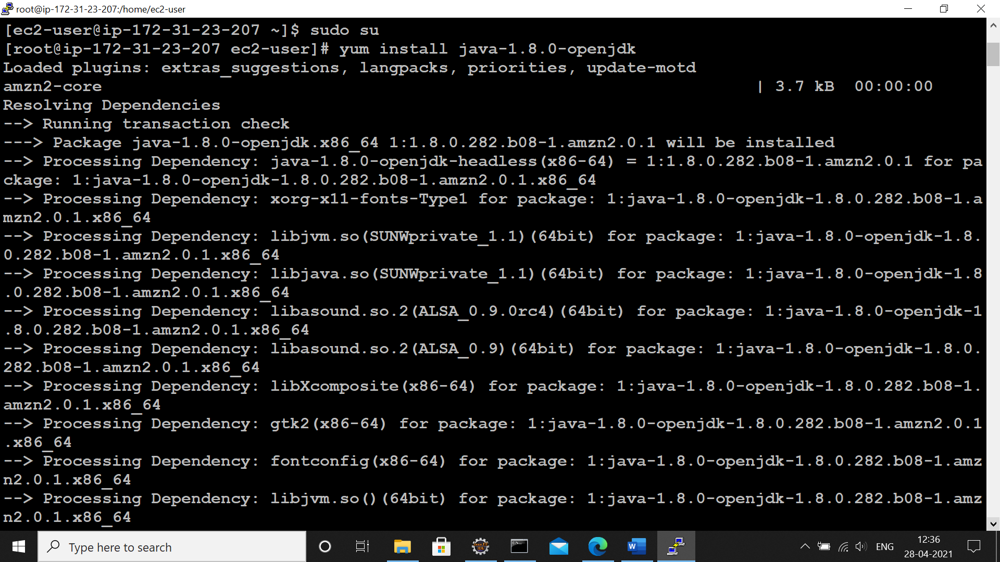 root@ip-172-31-23-207:/home/ec2-user
[ec2-user@ip-172-31-23-207 ~]$ sudo su
[root@ip-172-31-23-207 ec2-user]# yum install java-1.8.0-openjdk
Loaded plugins: extras_suggestions, langpacks, priorities, update-motd
amzn2-core | 3.7 kB 00:00:00
Resolving Dependencies
--> Running transaction check
---> Package java-1.8.0-openjdk.x86_64 1:1.8.0.282.b08-1.amzn2.0.1 will be installed
--> Processing Dependency: java-1.8.0-openjdk-headless(x86-64) = 1:1.8.0.282.b08-1.amzn2.0.1 for pa
ckage: 1:java-1.8.0-openjdk-1.8.0.282.b08-1.amzn2.0.1.x86_64
--> Processing Dependency: xorg-x11-fonts-Type1 for package: 1:java-1.8.0-openjdk-1.8.0.282.b08-1.a
mzn2.0.1.x86_64
--> Processing Dependency: libjvm.so(SUNWprivate_1.1)(64bit) for package: 1:java-1.8.0-openjdk-1.8.
0.282.b08-1.amzn2.0.1.x86_64
--> Processing Dependency: libjava.so(SUNWprivate_1.1)(64bit) for package: 1:java-1.8.0-openjdk-1.8
.0.282.b08-1.amzn2.0.1.x86_64
--> Processing Dependency: libasound.so.2(ALSA_0.9.0rc4)(64bit) for package: 1:java-1.8.0-openjdk-1
.8.0.282.b08-1.amzn2.0.1.x86_64
--> Processing Dependency: libasound.so.2(ALSA_0.9)(64bit) for package: 1:java-1.8.0-openjdk-1.8.0.
282.b08-1.amzn2.0.1.x86_64
--> Processing Dependency: libXcomposite(x86-64) for package: 1:java-1.8.0-openjdk-1.8.0.282.b08-1.
amzn2.0.1.x86_64
--> Processing Dependency: gtk2(x86-64) for package: 1:java-1.8.0-openjdk-1.8.0.282.b08-1.amzn2.0.1
.x86_64
--> Processing Dependency: fontconfig(x86-64) for package: 1:java-1.8.0-openjdk-1.8.0.282.b08-1.amz
n2.0.1.x86_64
--> Processing Dependency: libjvm.so()(64bit) for package: 1:java-1.8.0-openjdk-1.8.0.282.b08-1.amz
n2.0.1.x86_64
Type here to search
Java EE
IDE
C:\
W
ENG
12:36
28-04-2021